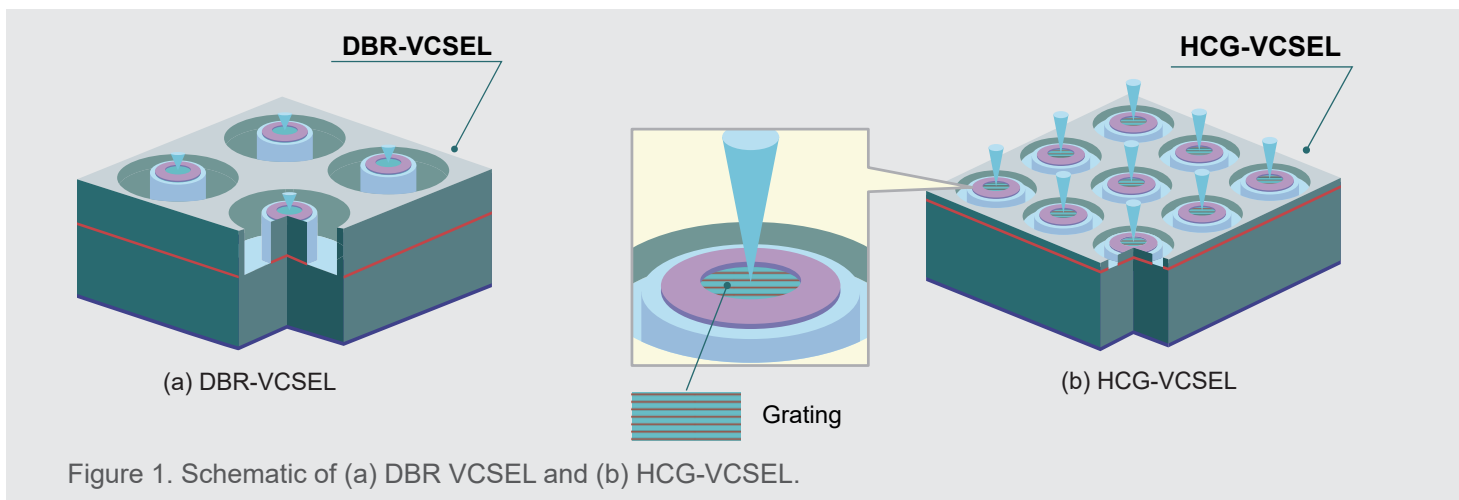 DBR-VCSEL
HCG-VCSEL
(a) DBR-VCSEL
(b) HCG-VCSEL
Grating
Figure 1. Schematic of (a) DBR VCSEL and (b) HCG-VCSEL.